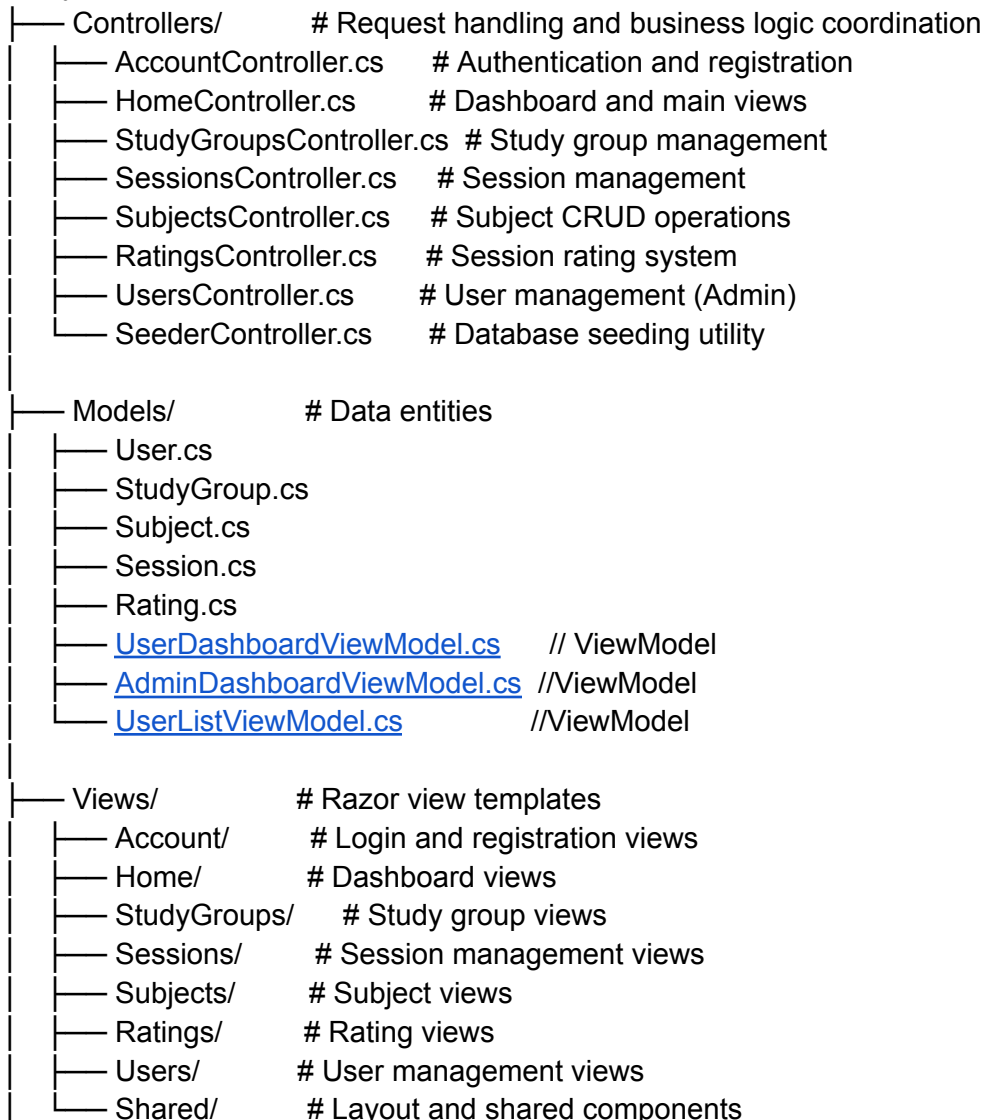 ├── Controllers/ # Request handling and business logic coordination
│ ├── AccountController.cs # Authentication and registration
│ ├── HomeController.cs # Dashboard and main views
│ ├── StudyGroupsController.cs # Study group management
│ ├── SessionsController.cs # Session management
│ ├── SubjectsController.cs # Subject CRUD operations
│ ├── RatingsController.cs # Session rating system
│ ├── UsersController.cs # User management (Admin)
│ └── SeederController.cs # Database seeding utility
│
├── Models/ # Data entities
│ ├── User.cs
│ ├── StudyGroup.cs
│ ├── Subject.cs
│ ├── Session.cs
│ ├── Rating.cs
│ ├── UserDashboardViewModel.cs // ViewModel
│ ├── AdminDashboardViewModel.cs //ViewModel
│ └── UserListViewModel.cs //ViewModel
│
├── Views/ # Razor view templates
│ ├── Account/ # Login and registration views
│ ├── Home/ # Dashboard views
│ ├── StudyGroups/ # Study group views
│ ├── Sessions/ # Session management views
│ ├── Subjects/ # Subject views
│ ├── Ratings/ # Rating views
│ ├── Users/ # User management views
│ └── Shared/ # Layout and shared components